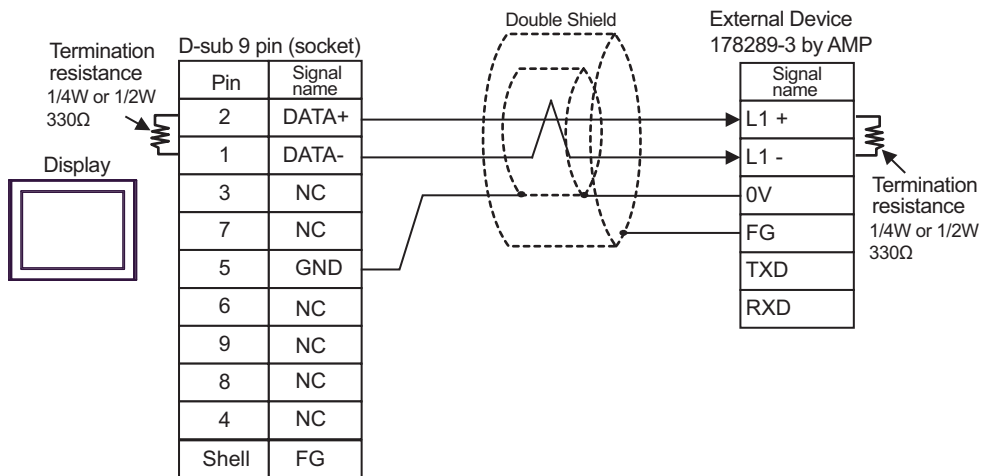 Double Shield
External Device
178289-3 by AMP
Termination
resistance
1/4W or 1/2W
330Ω
D-sub 9 pin (socket)
Pin Signal name
2 DATA+
1 DATA-
3 NC
7 NC
5 GND
6 NC
9 NC
8 NC
4 NC
Shell FG
Display
Signal
name
L1 +
L1 -
0V
FG
TXD
RXD
Termination
resistance
1/4W or 1/2W
330Ω